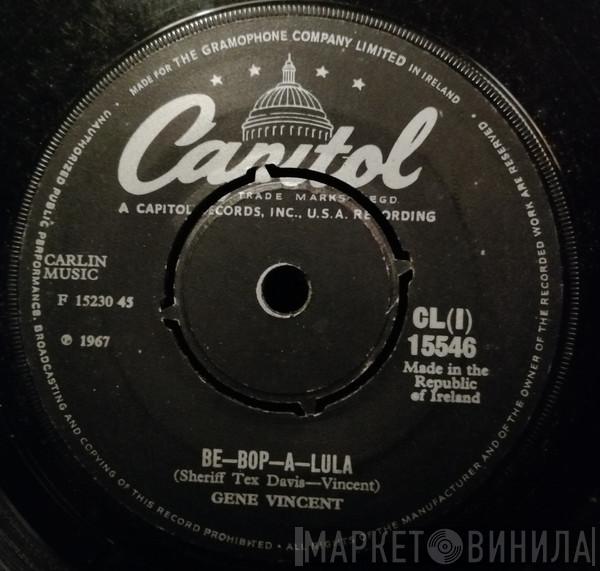 MADE FOR THE GRAMOPHONE COMPANY LIMITED IN IRELAND
UNAUTHORIZED PUBLIC PERFORMANCE, BROADCASTING AND COPYING OF THIS RECORD PROHIBITED • ALL RIGHTS OF THE MANUFACTURER AND OF THE OWNER OF THE RECORDED WORK ARE RESERVED •
Capitol
TRADE MARKS REGD.
A CAPITOL RECORDS, INC., U.S.A. RECORDING
CARLIN
MUSIC
F 15230 45
℗ 1967
CL(I)
15546
Made in the
Republic
of Ireland
BE—BOP—A—LULA
(Sheriff Tex Davis—Vincent)
GENE VINCENT
МАРКЕТ ВИНИЛА